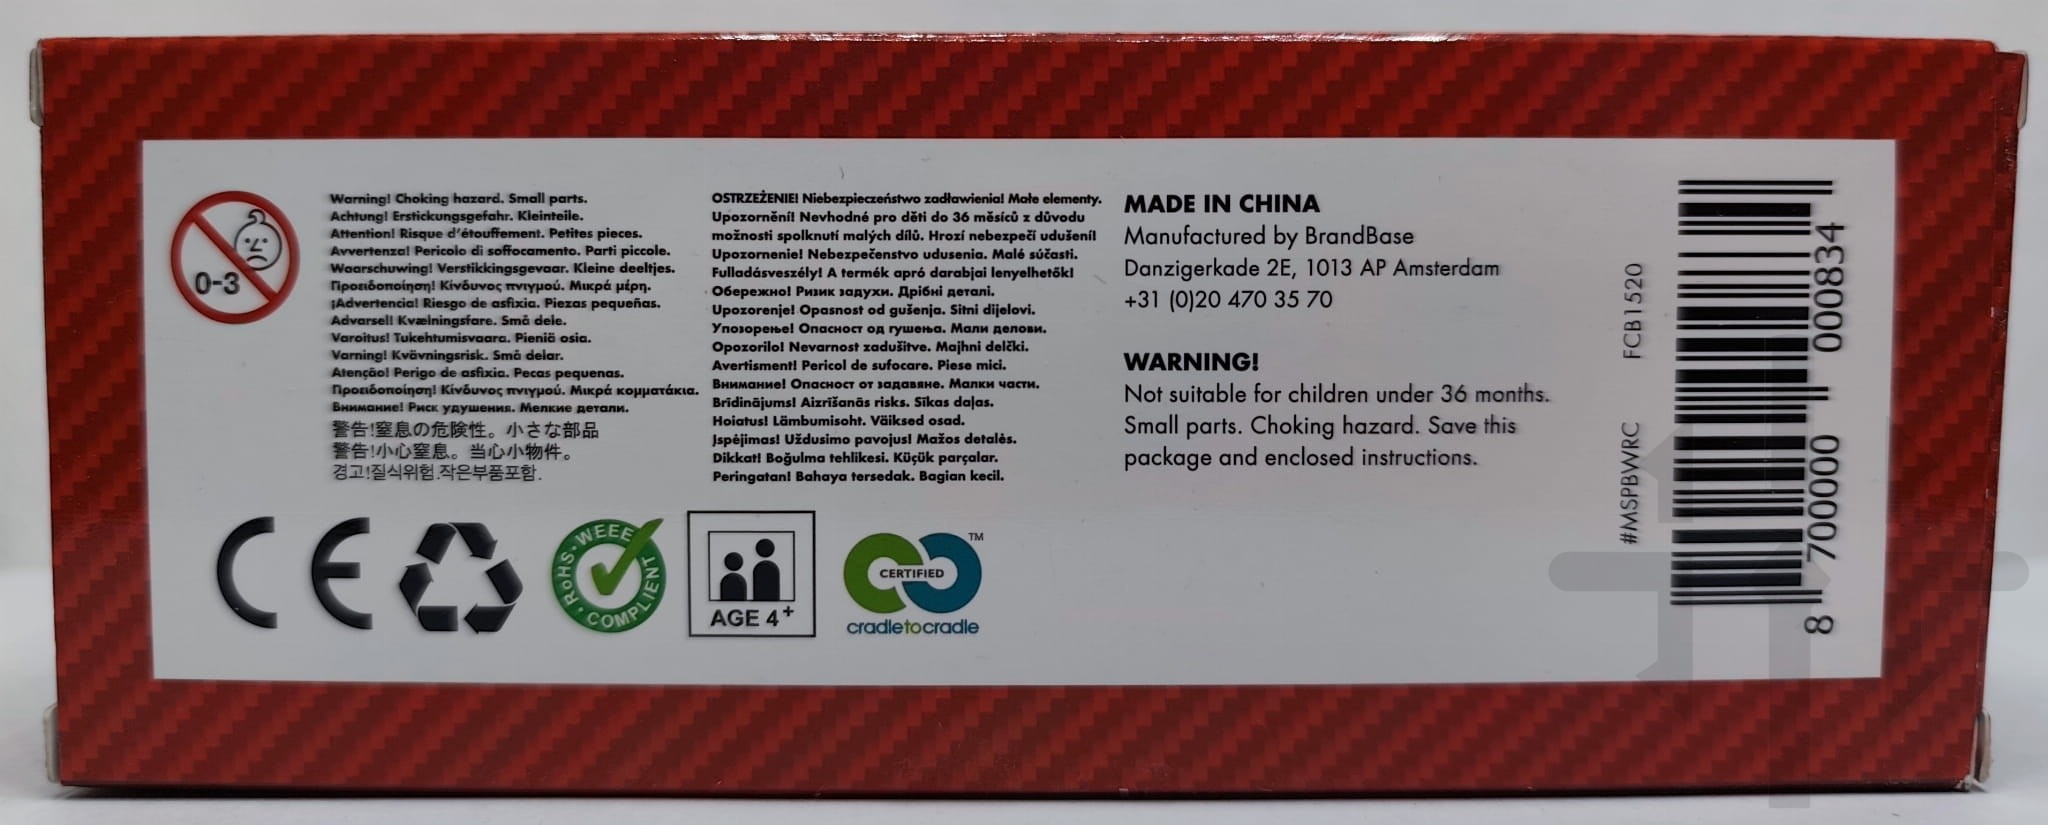 0-3
Warning! Choking hazard. Small parts.
Achtung! Erstickungsgefahr. Kleinteile.
Attention! Risque d'étouffement. Petites pieces.
Avvertenza! Pericolo di soffocamento. Parti piccole.
Waarschuwing! Verstikkingsgevaar. Kleine deeltjes.
Προειδοποίηση! Κίνδυνος πνιγμού. Μικρά μέρη.
¡Advertencia! Riesgo de asfixia. Piezas pequeñas.
Advarsel! Kvælningsfare. Små dele.
Varoitus! Tukehtumisvaara. Pieniä osia.
Varning! Kvävningsrisk. Små delar.
Atenção! Perigo de asfixia. Pecas pequenas.
Προειδοποίηση! Κίνδυνος πνιγμού. Μικρά κομματάκια.
Внимание! Риск удушения. Мелкие детали.
警告!窒息の危険性。小さな部品
警告!小心窒息。当心小物件。
경고!질식위험.작은부품포함.
OSTRZEŻENIE! Niebezpieczeństwo zadławienia! Małe elementy.
Upozornění! Nevhodné pro děti do 36 měsíců z důvodu
možnosti spolknutí malých dílů. Hrozí nebezpečí udušení!
Upozornenie! Nebezpečenstvo udusenia. Malé súčasti.
Fulladásveszély! A termék apró darabjai lenyelhetők!
Обережно! Ризик задухи. Дрібні деталі.
Upozorenje! Opasnost od gušenja. Sitni dijelovi.
Упозорење! Опасност од гушења. Мали делови.
Opozorilo! Nevarnost zadušitve. Majhni delčki.
Avertisment! Pericol de sufocare. Piese mici.
Внимание! Опасност от задавяне. Малки части.
Brīdinājums! Aizrīšanās risks. Sīkas daļas.
Hoiatus! Lämbumisoht. Väiksed osad.
Įspėjimas! Uždusimo pavojus! Mažos detalės.
Dikkat! Boğulma tehlikesi. Küçük parçalar.
Peringatan! Bahaya tersedak. Bagian kecil.
MADE IN CHINA
Manufactured by BrandBase
Danzigerkade 2E, 1013 AP Amsterdam
+31 (0)20 470 35 70
WARNING!
Not suitable for children under 36 months.
Small parts. Choking hazard. Save this
package and enclosed instructions.
CE
RoHS · WEEE
COMPLIENT
AGE 4+
CERTIFIED
TM
cradletocradle
#MSPBWRC FCB1520
8 700000 000834